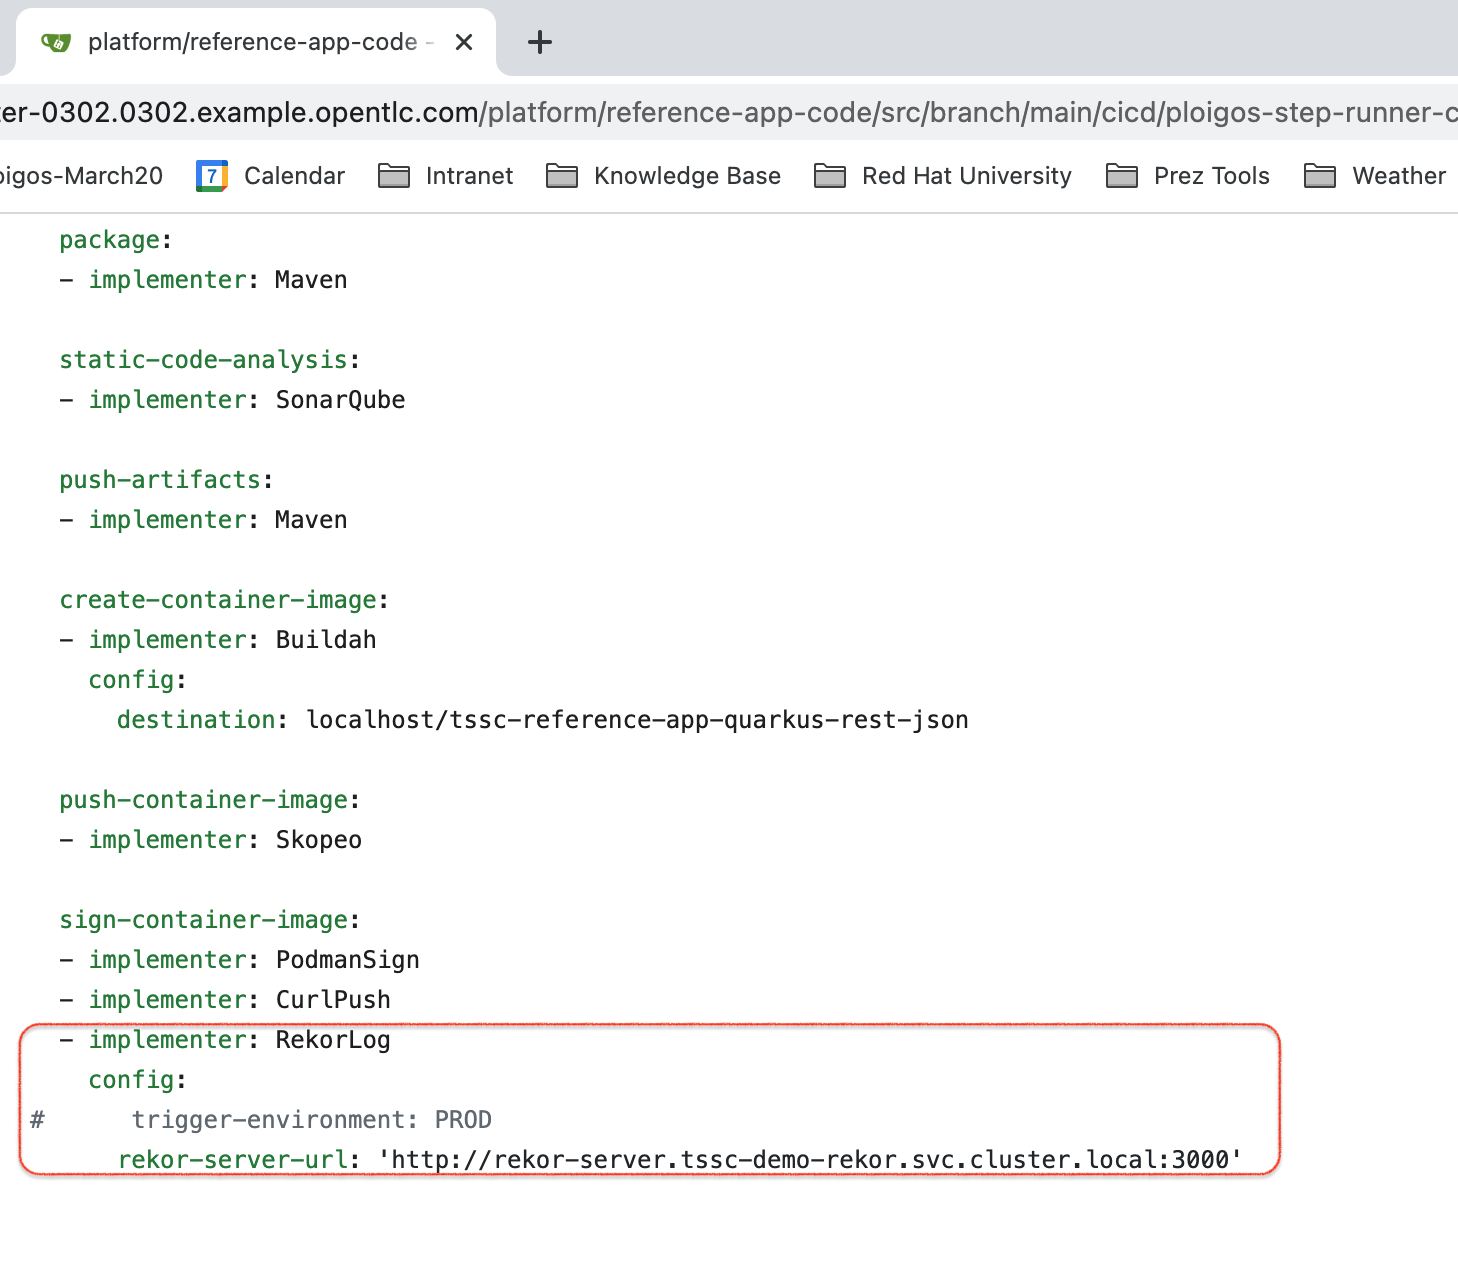 platform/reference-app-code -
ter-0302.0302.example.opentlc.com/platform/reference-app-code/src/branch/main/cicd/ploigos-step-runner-c
oigos-March20 7 Calendar Intranet Knowledge Base Red Hat University Prez Tools Weather
package:
- implementer: Maven
static-code-analysis:
- implementer: SonarQube
push-artifacts:
- implementer: Maven
create-container-image:
- implementer: Buildah
config:
destination: localhost/tssc-reference-app-quarkus-rest-json
push-container-image:
- implementer: Skopeo
sign-container-image:
- implementer: PodmanSign
- implementer: CurlPush
- implementer: RekorLog
config:
# trigger-environment: PROD
rekor-server-url: 'http://rekor-server.tssc-demo-rekor.svc.cluster.local:3000'